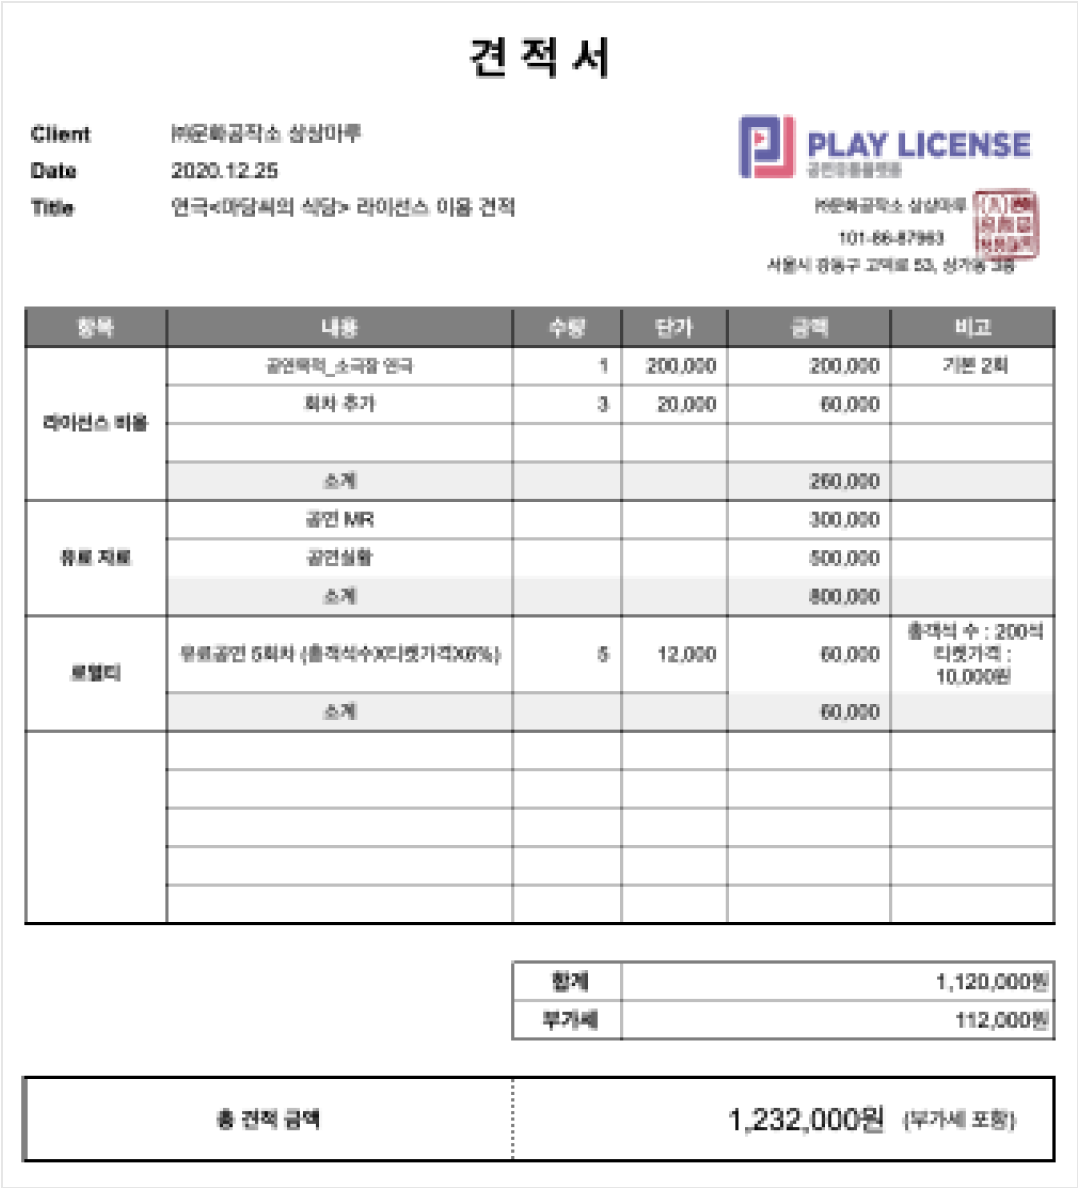 견적서
Client ㈜문화공작소 상상마루
Date 2020.12.25
Title 연극<마당씨의 식탁> 라이선스 이용 견적
PLAY LICENSE
공연유통플랫폼
㈜문화공작소 상상마루
101-86-87963
서울시 강동구 고덕로 53, 상가동 3층
항목 내용 수량 단가 금액 비고
라이선스 비용
공연목적_소극장 연극 1 200,000 200,000 기본 2회
회차 추가 3 20,000 60,000
소계 260,000
유료 자료
공연 MR 300,000
공연실황 500,000
소계 800,000
로열티
유료공연 5회차 (총객석수X티켓가격X6%) 5 12,000 60,000
총객석 수 : 200석
티켓가격 :
10,000원
소계 60,000
합계 1,120,000원
부가세 112,000원
총 견적 금액 1,232,000원 (부가세 포함)